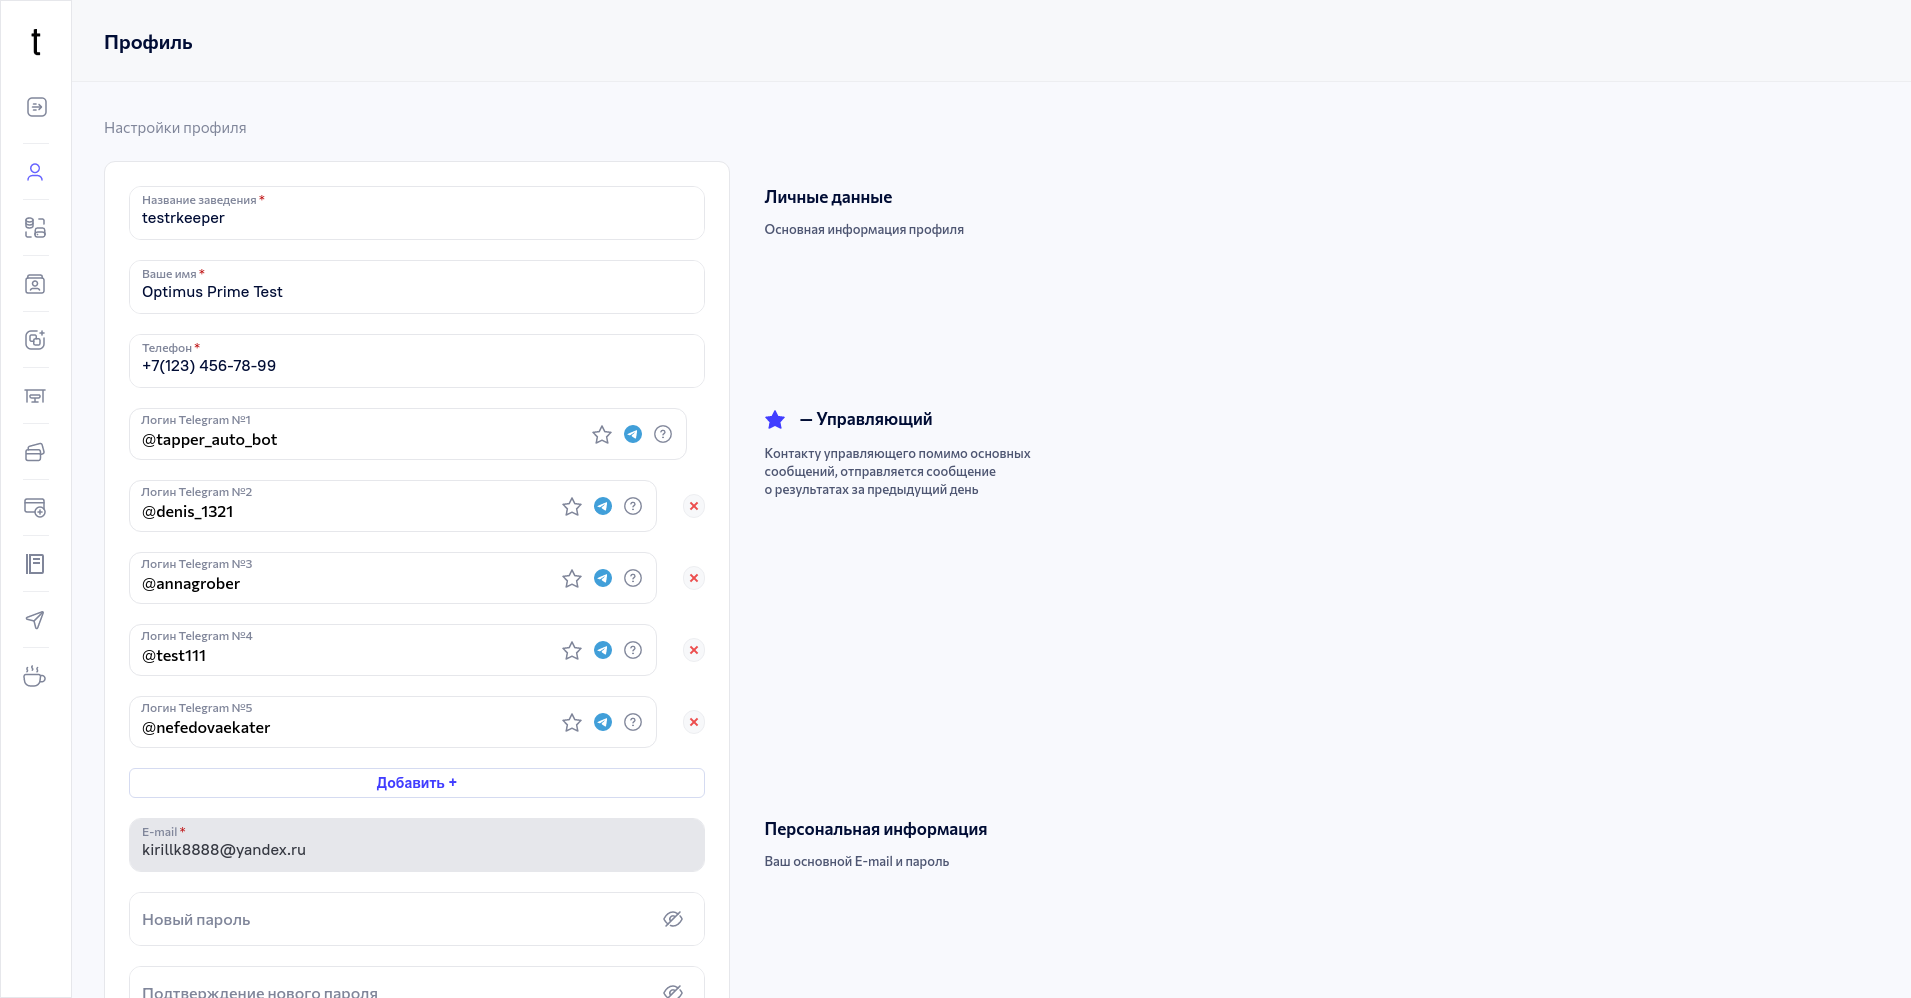 t
Профиль
Настройки профиля
Название заведения *
testrkeeper
Ваше имя *
Optimus Prime Test
Телефон *
+7(123) 456-78-99
Логин Telegram №1
@tapper_auto_bot
Логин Telegram №2
@denis_1321
Логин Telegram №3
@annagrober
Логин Telegram №4
@test111
Логин Telegram №5
@nefedovaekater
Добавить +
E-mail *
kirillk8888@yandex.ru
Новый пароль
Подтверждение нового пароля
Личные данные
Основная информация профиля
— Управляющий
Контакту управляющего помимо основных
сообщений, отправляется сообщение
о результатах за предыдущий день
Персональная информация
Ваш основной E-mail и пароль